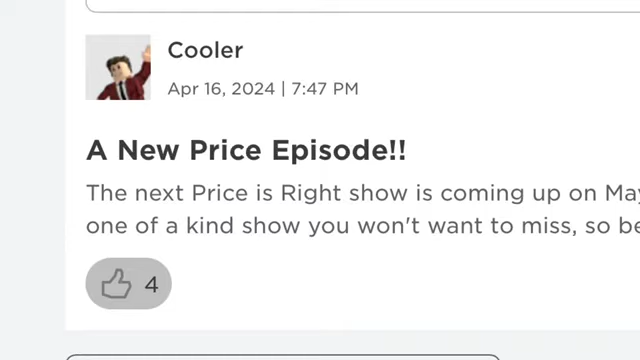 Cooler
Apr 16, 2024 | 7:47 PM
A New Price Episode!!
The next Price is Right show is coming up on May
one of a kind show you won't want to miss, so be
4